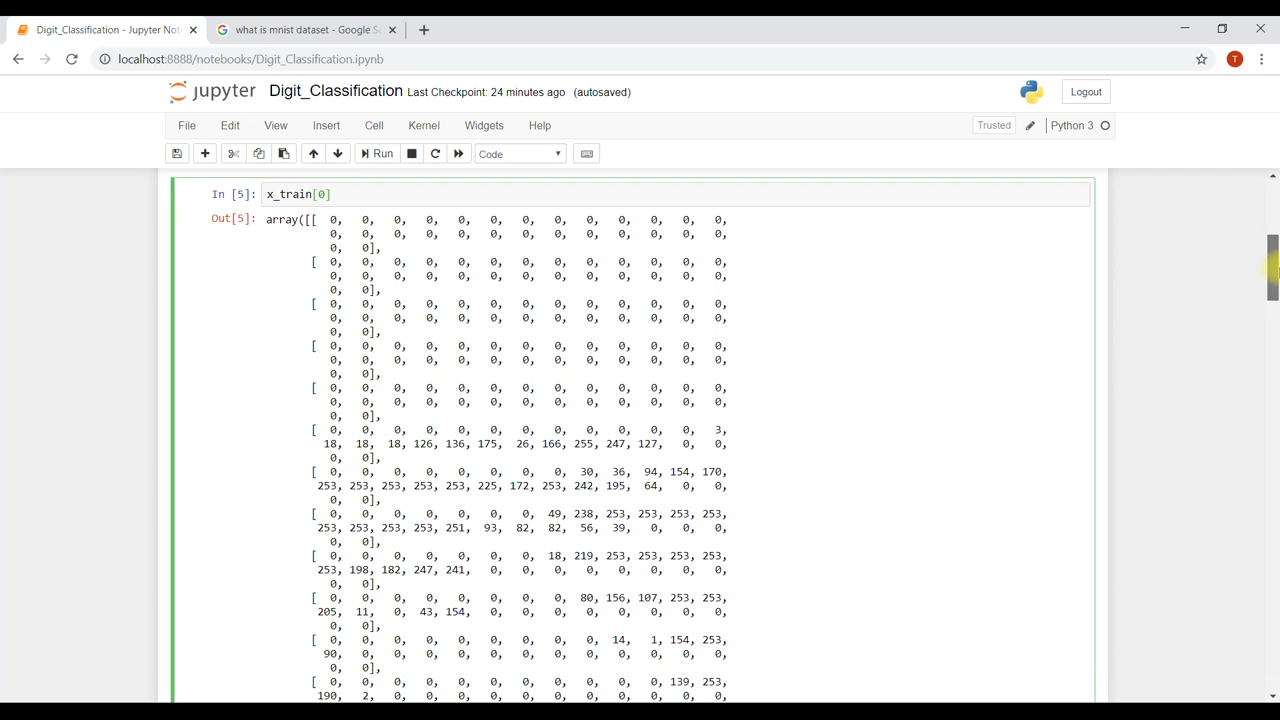 Digit_Classification - Jupyter Not
what is mnist dataset - Google Se
localhost:8888/notebooks/Digit_Classification.ipynb
T
jupyter Digit_Classification Last Checkpoint: 24 minutes ago (autosaved)
Logout
File Edit View Insert Cell Kernel Widgets Help
Trusted Python 3
Run Code
In [5]: x_train[0]
Out[5]: array([[ 0, 0, 0, 0, 0, 0, 0, 0, 0, 0, 0, 0, 0,
0, 0, 0, 0, 0, 0, 0, 0, 0, 0, 0, 0, 0,
0, 0],
[ 0, 0, 0, 0, 0, 0, 0, 0, 0, 0, 0, 0, 0,
0, 0, 0, 0, 0, 0, 0, 0, 0, 0, 0, 0, 0,
0, 0],
[ 0, 0, 0, 0, 0, 0, 0, 0, 0, 0, 0, 0, 0,
0, 0, 0, 0, 0, 0, 0, 0, 0, 0, 0, 0, 0,
0, 0],
[ 0, 0, 0, 0, 0, 0, 0, 0, 0, 0, 0, 0, 0,
0, 0, 0, 0, 0, 0, 0, 0, 0, 0, 0, 0, 0,
0, 0],
[ 0, 0, 0, 0, 0, 0, 0, 0, 0, 0, 0, 0, 0,
0, 0, 0, 0, 0, 0, 0, 0, 0, 0, 0, 0, 0,
0, 0],
[ 0, 0, 0, 0, 0, 0, 0, 0, 0, 0, 0, 0, 3,
18, 18, 18, 126, 136, 175, 26, 166, 255, 247, 127, 0, 0,
0, 0],
[ 0, 0, 0, 0, 0, 0, 0, 0, 30, 36, 94, 154, 170,
253, 253, 253, 253, 253, 225, 172, 253, 242, 195, 64, 0, 0,
0, 0],
[ 0, 0, 0, 0, 0, 0, 0, 49, 238, 253, 253, 253, 253,
253, 253, 253, 253, 251, 93, 82, 82, 56, 39, 0, 0, 0,
0, 0],
[ 0, 0, 0, 0, 0, 0, 0, 18, 219, 253, 253, 253, 253,
253, 198, 182, 247, 241, 0, 0, 0, 0, 0, 0, 0, 0,
0, 0],
[ 0, 0, 0, 0, 0, 0, 0, 0, 80, 156, 107, 253, 253,
205, 11, 0, 43, 154, 0, 0, 0, 0, 0, 0, 0, 0,
0, 0],
[ 0, 0, 0, 0, 0, 0, 0, 0, 0, 14, 1, 154, 253,
90, 0, 0, 0, 0, 0, 0, 0, 0, 0, 0, 0, 0,
0, 0],
[ 0, 0, 0, 0, 0, 0, 0, 0, 0, 0, 0, 139, 253,
190, 2, 0, 0, 0, 0, 0, 0, 0, 0, 0, 0, 0,